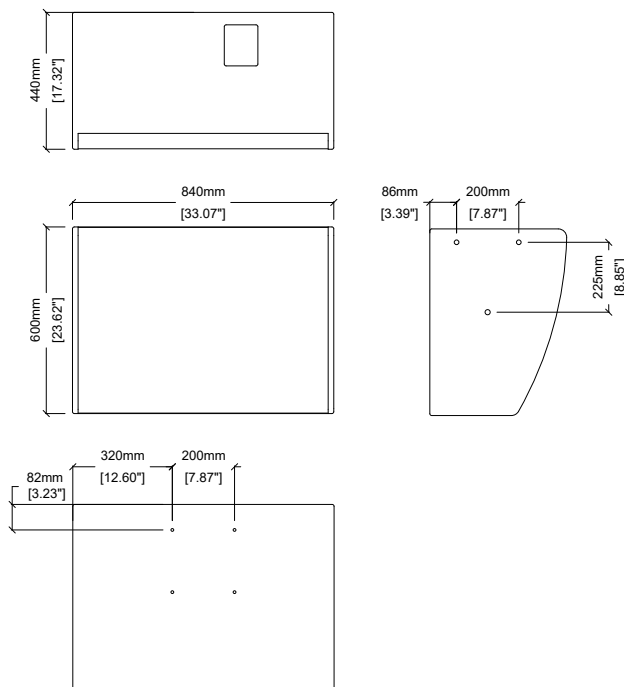 440mm
[17.32"]
840mm
[33.07"]
86mm
[3.39"]
200mm
[7.87"]
600mm
[23.62"]
225mm
[8.85"]
320mm
[12.60"]
200mm
[7.87"]
82mm
[3.23"]